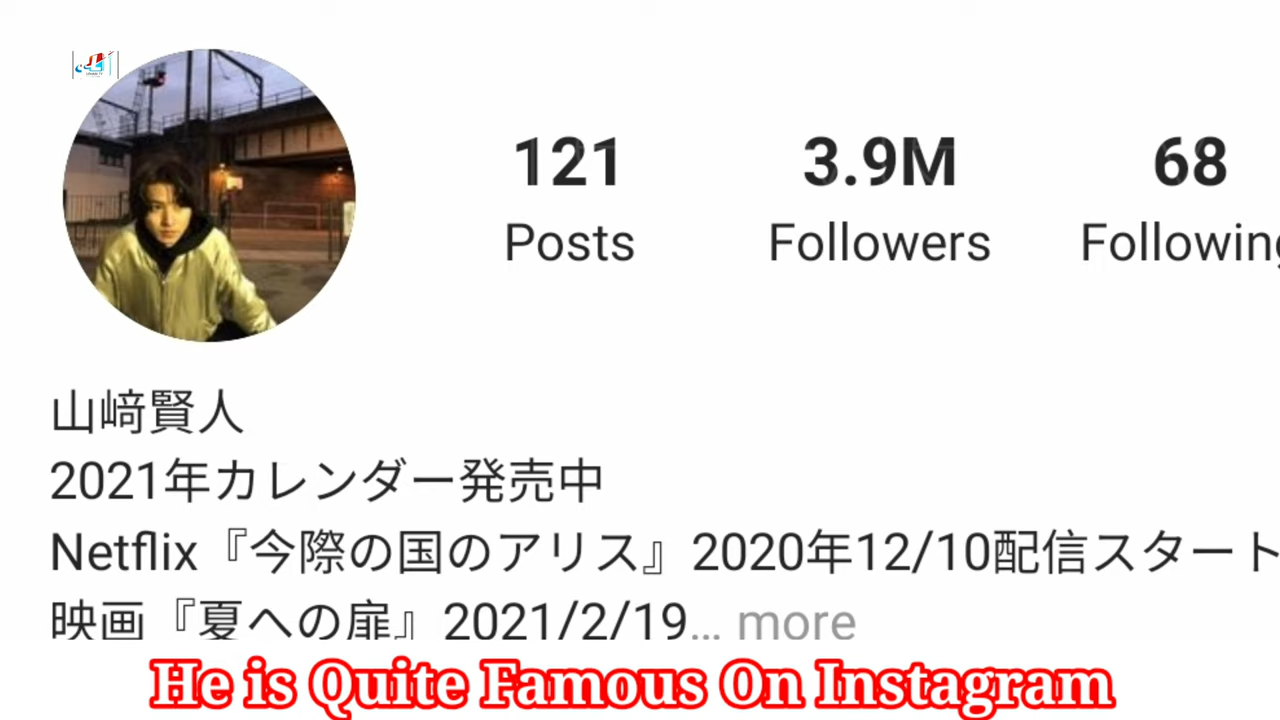 121 3.9M 68
Posts Followers Following
山﨑賢人
2021年カレンダー発売中
Netflix『今際の国のアリス』2020年12/10配信スタート
映画『夏への扉』2021/2/19... more
He is Quite Famous On Instagram